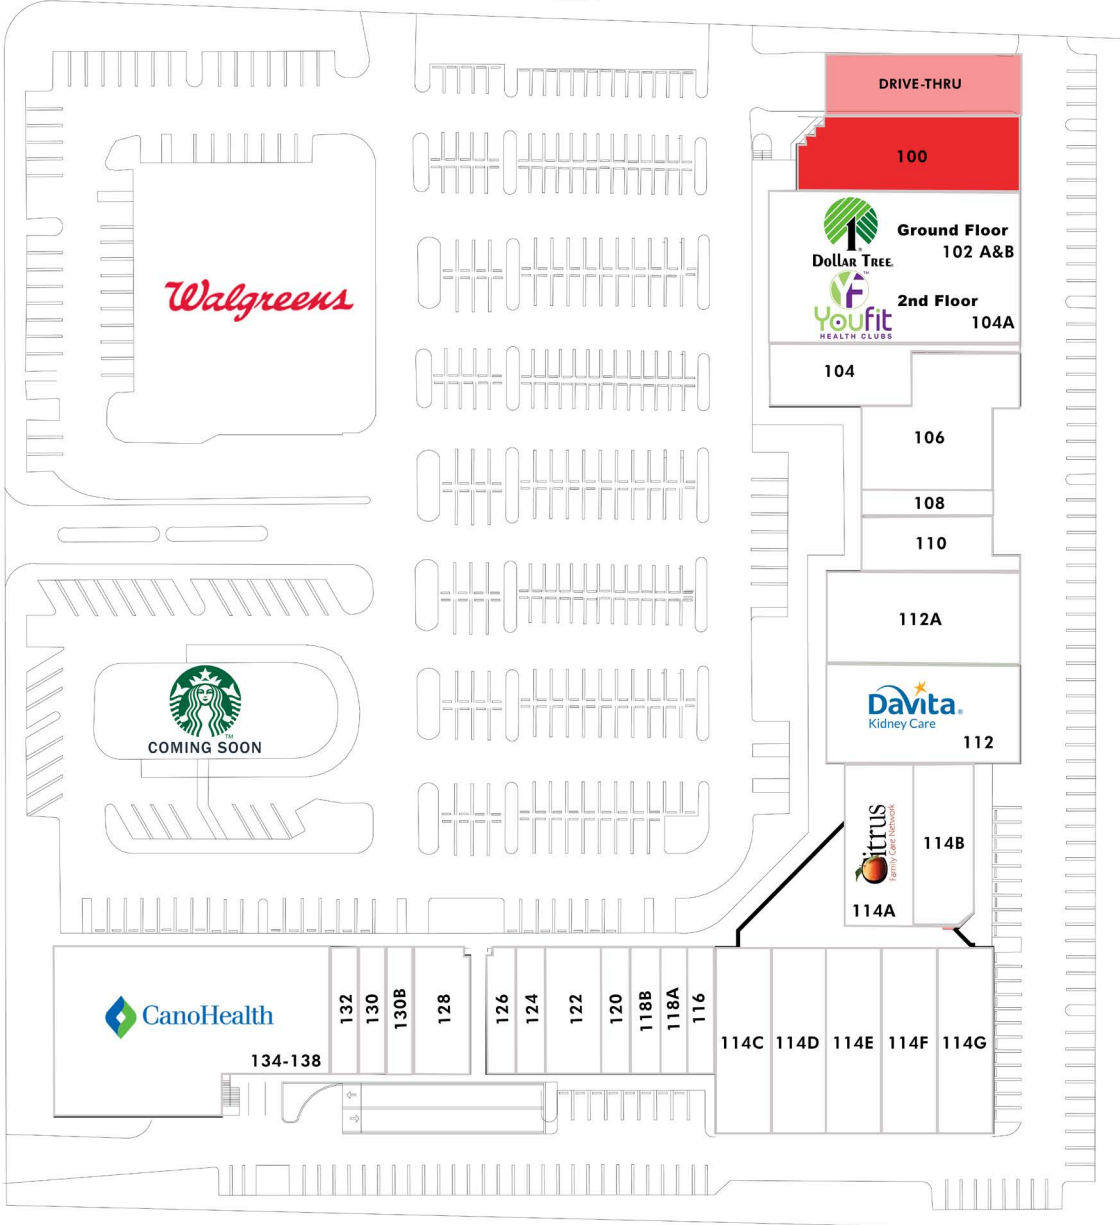 DRIVE-THRU
100
DOLLAR TREE
Ground Floor
102 A&B
YF
Youfit
HEALTH CLUBS
2nd Floor
104A
Walgreens
104
106
108
110
112A
COMING SOON
TM
DaVita®
Kidney Care
112
Citrus
Family Care Network
114A
114B
CanoHealth
134-138
132
130
130B
128
126
124
122
120
118B
118A
116
114C
114D
114E
114F
114G